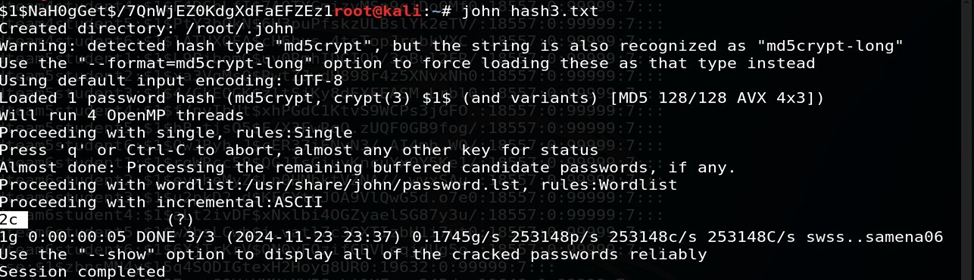 $1$NaH0gGet$/7QnWjEZ0KdgXdFaEFZEz1root@kali:~# john hash3.txt
Created directory: /root/.john
Warning: detected hash type "md5crypt", but the string is also recognized as "md5crypt-long"
Use the "--format=md5crypt-long" option to force loading these as that type instead
Using default input encoding: UTF-8
Loaded 1 password hash (md5crypt, crypt(3) $1$ (and variants) [MD5 128/128 AVX 4x3])
Will run 4 OpenMP threads
Proceeding with single, rules:Single
Press 'q' or Ctrl-C to abort, almost any other key for status
Almost done: Processing the remaining buffered candidate passwords, if any.
Proceeding with wordlist:/usr/share/john/password.lst, rules:Wordlist
Proceeding with incremental:ASCII
2c (?)
1g 0:00:00:05 DONE 3/3 (2024-11-23 23:37) 0.1745g/s 253148p/s 253148c/s 253148C/s swss..samena06
Use the "--show" option to display all of the cracked passwords reliably
Session completed